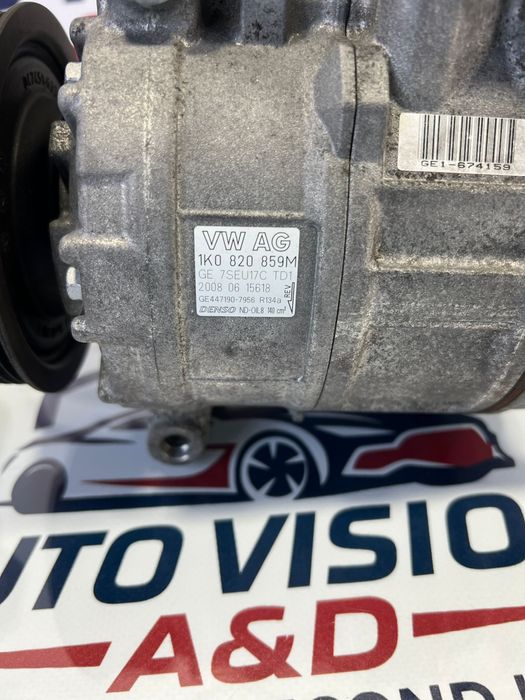 GE1-674159
VW AG
1K0 820 859M
GE 7SEU17C TD1
2008 06 15618
GE447190-7956 R134a
DENSO ND-OIL8 140 cm³
REV
UTO VISIO
A&D